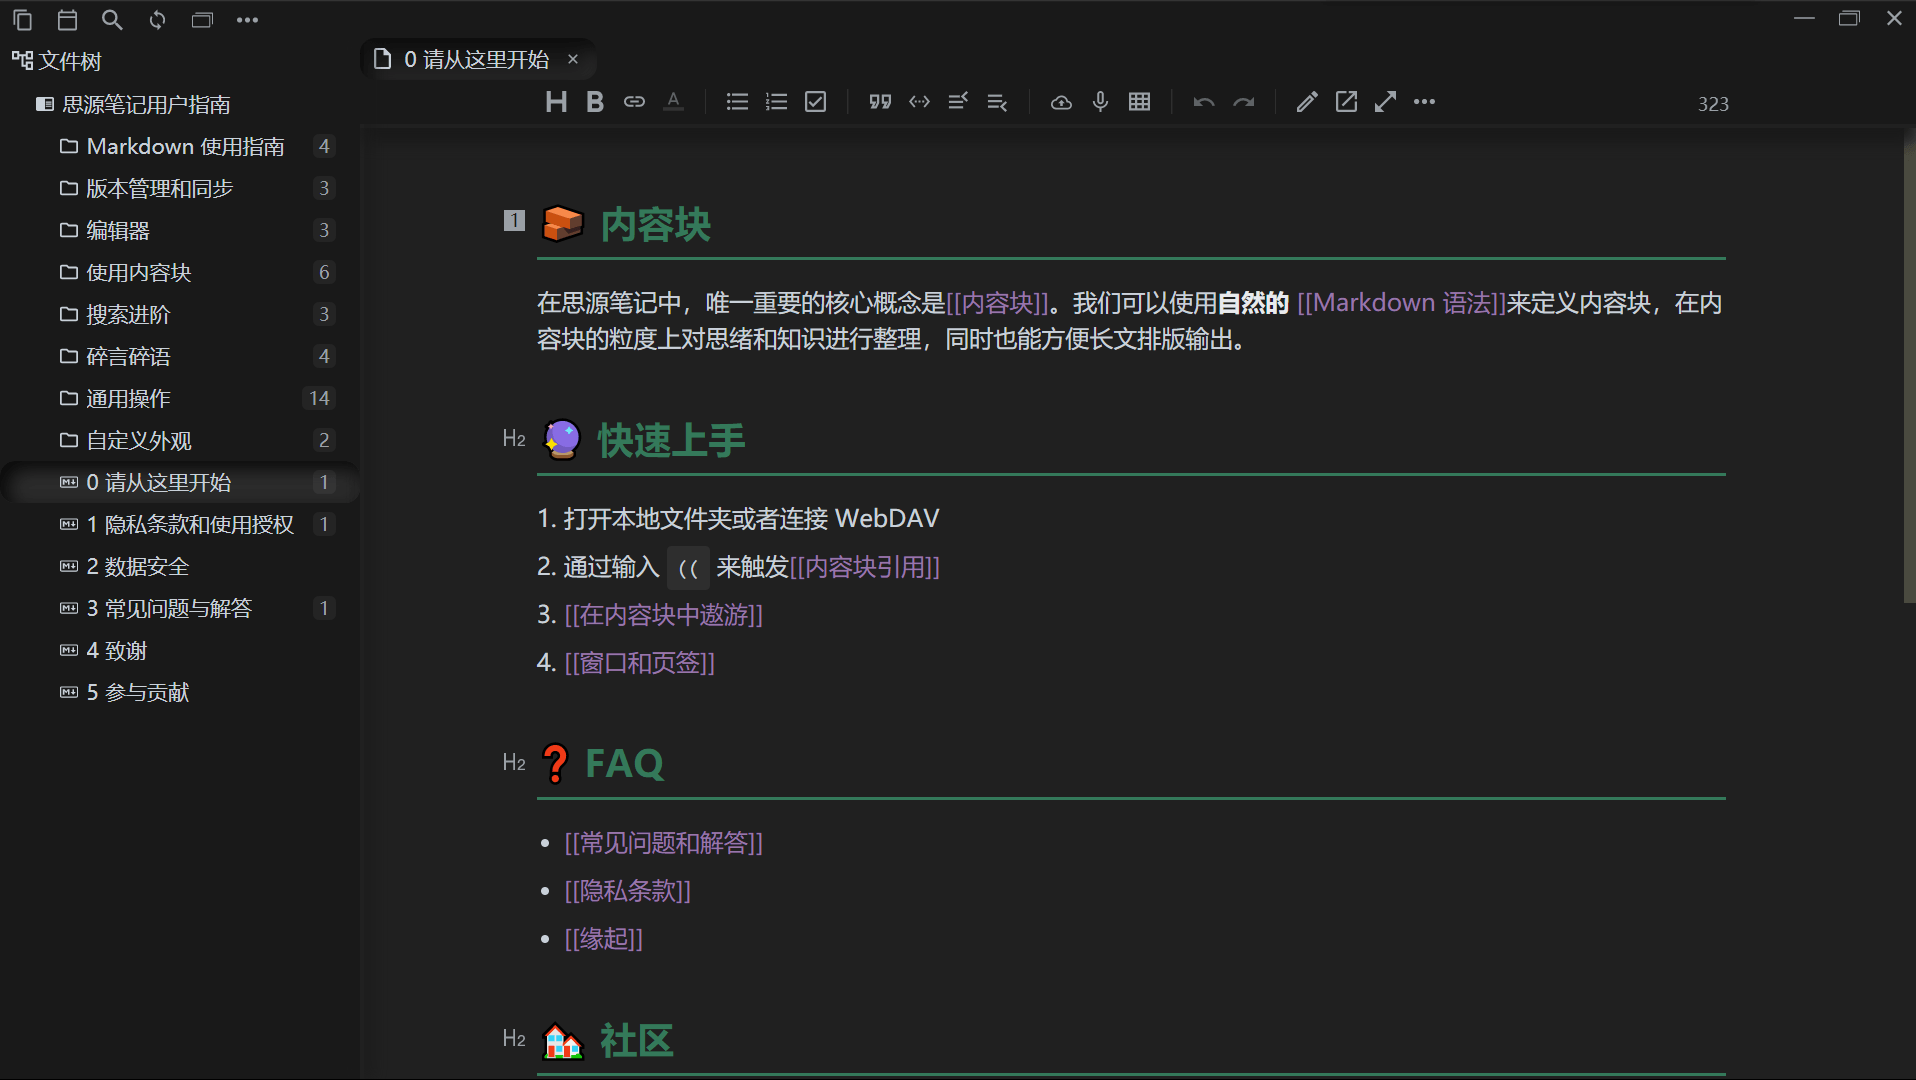 文件树
思源笔记用户指南
Markdown 使用指南 4
版本管理和同步 3
编辑器 3
使用内容块 6
搜索进阶 3
碎言碎语 4
通用操作 14
自定义外观 2
0 请从这里开始 1
1 隐私条款和使用授权 1
2 数据安全
3 常见问题与解答 1
4 致谢
5 参与贡献
0 请从这里开始
323
1 内容块
在思源笔记中，唯一重要的核心概念是[[内容块]]。我们可以使用自然的 [[Markdown 语法]]来定义内容块，在内
容块的粒度上对思绪和知识进行整理，同时也能方便长文排版输出。
H2 快速上手
1. 打开本地文件夹或者连接 WebDAV
2. 通过输入 (( 来触发[[内容块引用]]
3. [[在内容块中遨游]]
4. [[窗口和页签]]
H2 FAQ
• [[常见问题和解答]]
• [[隐私条款]]
• [[缘起]]
H2 社区